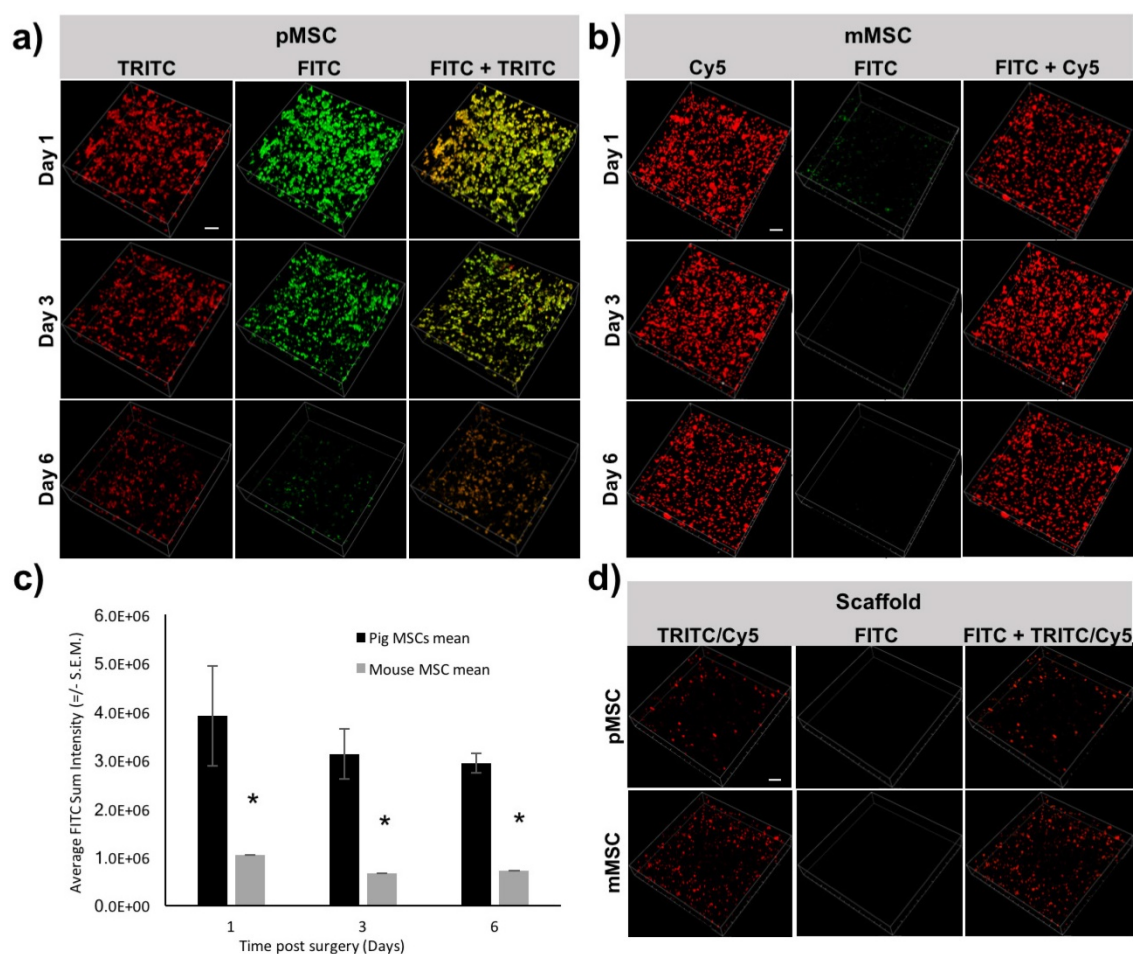 a)
pMSC
TRITC FITC FITC + TRITC
Day 1
Day 3
Day 6
b)
mMSC
Cy5 FITC FITC + Cy5
Day 1
Day 3
Day 6
c)
Average FITC Sum Intensity (=/- S.E.M.)
6.0E+06
5.0E+06
4.0E+06
3.0E+06
2.0E+06
1.0E+06
0.0E+00
Pig MSCs mean
Mouse MSC mean
* * *
1 3 6
Time post surgery (Days)
d)
Scaffold
TRITC/Cy5 FITC FITC + TRITC/Cy5
pMSC
mMSC